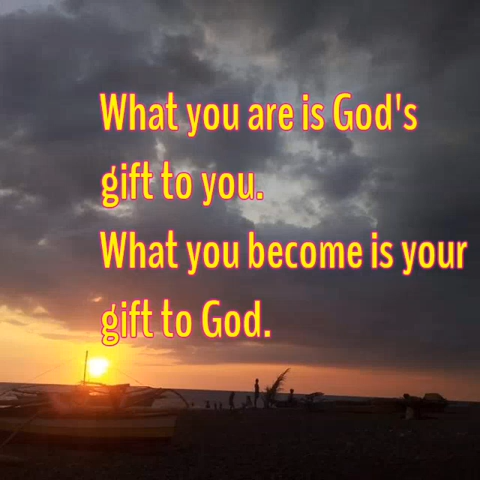 What you are is God's
gift to you.
What you become is your
gift to God.